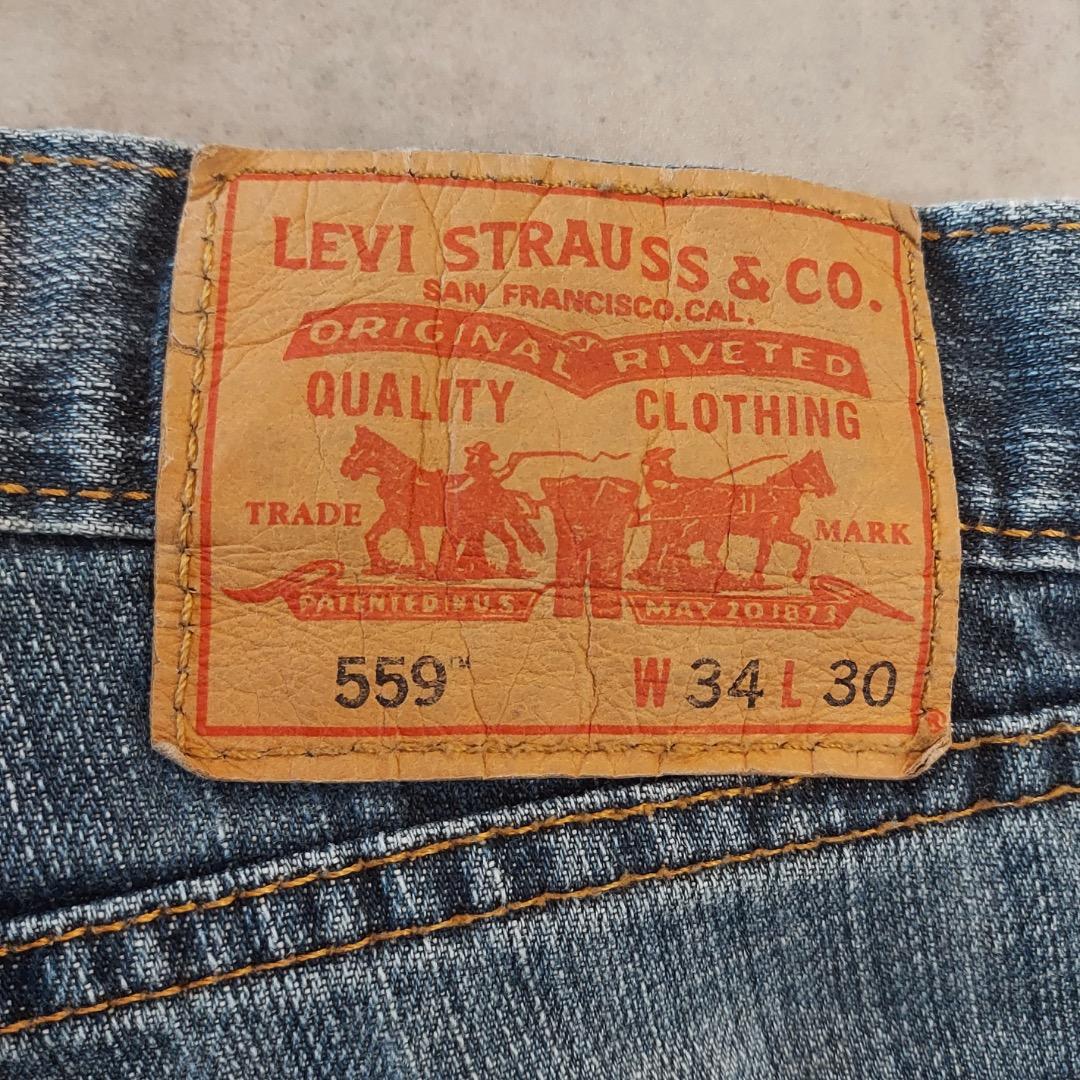 LEVI STRAUSS & CO.
SAN FRANCISCO, CAL.
ORIGINAL RIVETED
QUALITY CLOTHING
TRADE MARK
PATENTED IN U.S. MAY 20 1873
559™ W 34 L 30
®